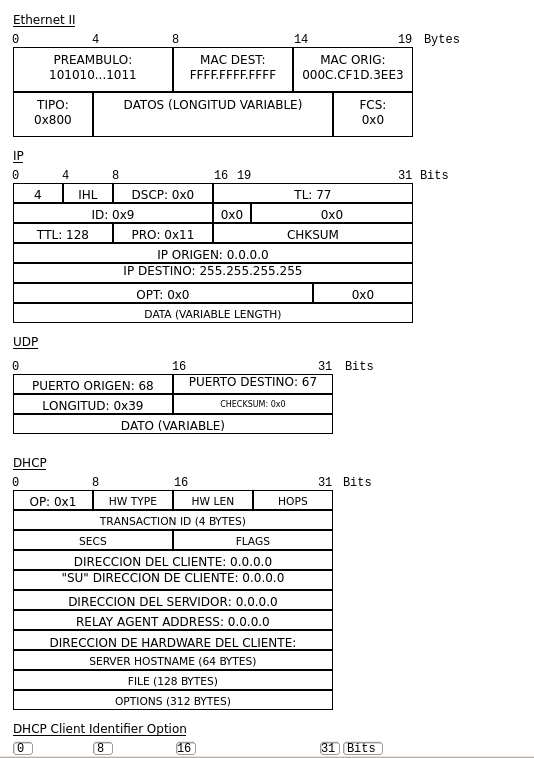 Ethernet II
0 4 8 14 19 Bytes
PREAMBULO: MAC DEST: MAC ORIG:
101010...1011 FFFF.FFFF.FFFF 000C.CF1D.3EE3
TIPO: DATOS (LONGITUD VARIABLE) FCS:
0x800 0x0
IP
0 4 8 16 19 31 Bits
4 IHL DSCP: 0x0 TL: 77
ID: 0x9 0x0 0x0
TTL: 128 PRO: 0x11 CHKSUM
IP ORIGEN: 0.0.0.0
IP DESTINO: 255.255.255.255
OPT: 0x0 0x0
DATA (VARIABLE LENGTH)
UDP
0 16 31 Bits
PUERTO ORIGEN: 68 PUERTO DESTINO: 67
LONGITUD: 0x39 CHECKSUM: 0x0
DATO (VARIABLE)
DHCP
0 8 16 31 Bits
OP: 0x1 HW TYPE HW LEN HOPS
TRANSACTION ID (4 BYTES)
SECS FLAGS
DIRECCION DEL CLIENTE: 0.0.0.0
"SU" DIRECCION DE CLIENTE: 0.0.0.0
DIRECCION DEL SERVIDOR: 0.0.0.0
RELAY AGENT ADDRESS: 0.0.0.0
DIRECCION DE HARDWARE DEL CLIENTE:
SERVER HOSTNAME (64 BYTES)
FILE (128 BYTES)
OPTIONS (312 BYTES)
DHCP Client Identifier Option
0 8 16 31 Bits